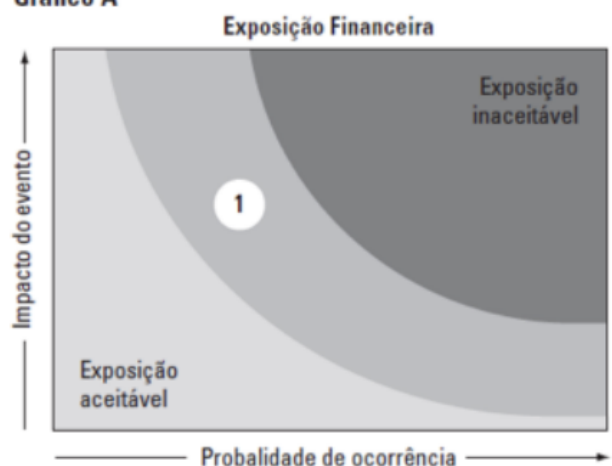 Gráfico A
Exposição Financeira
Exposição
inaceitável
Impacto do evento
1
Exposição
aceitável
Probalidade de ocorrência